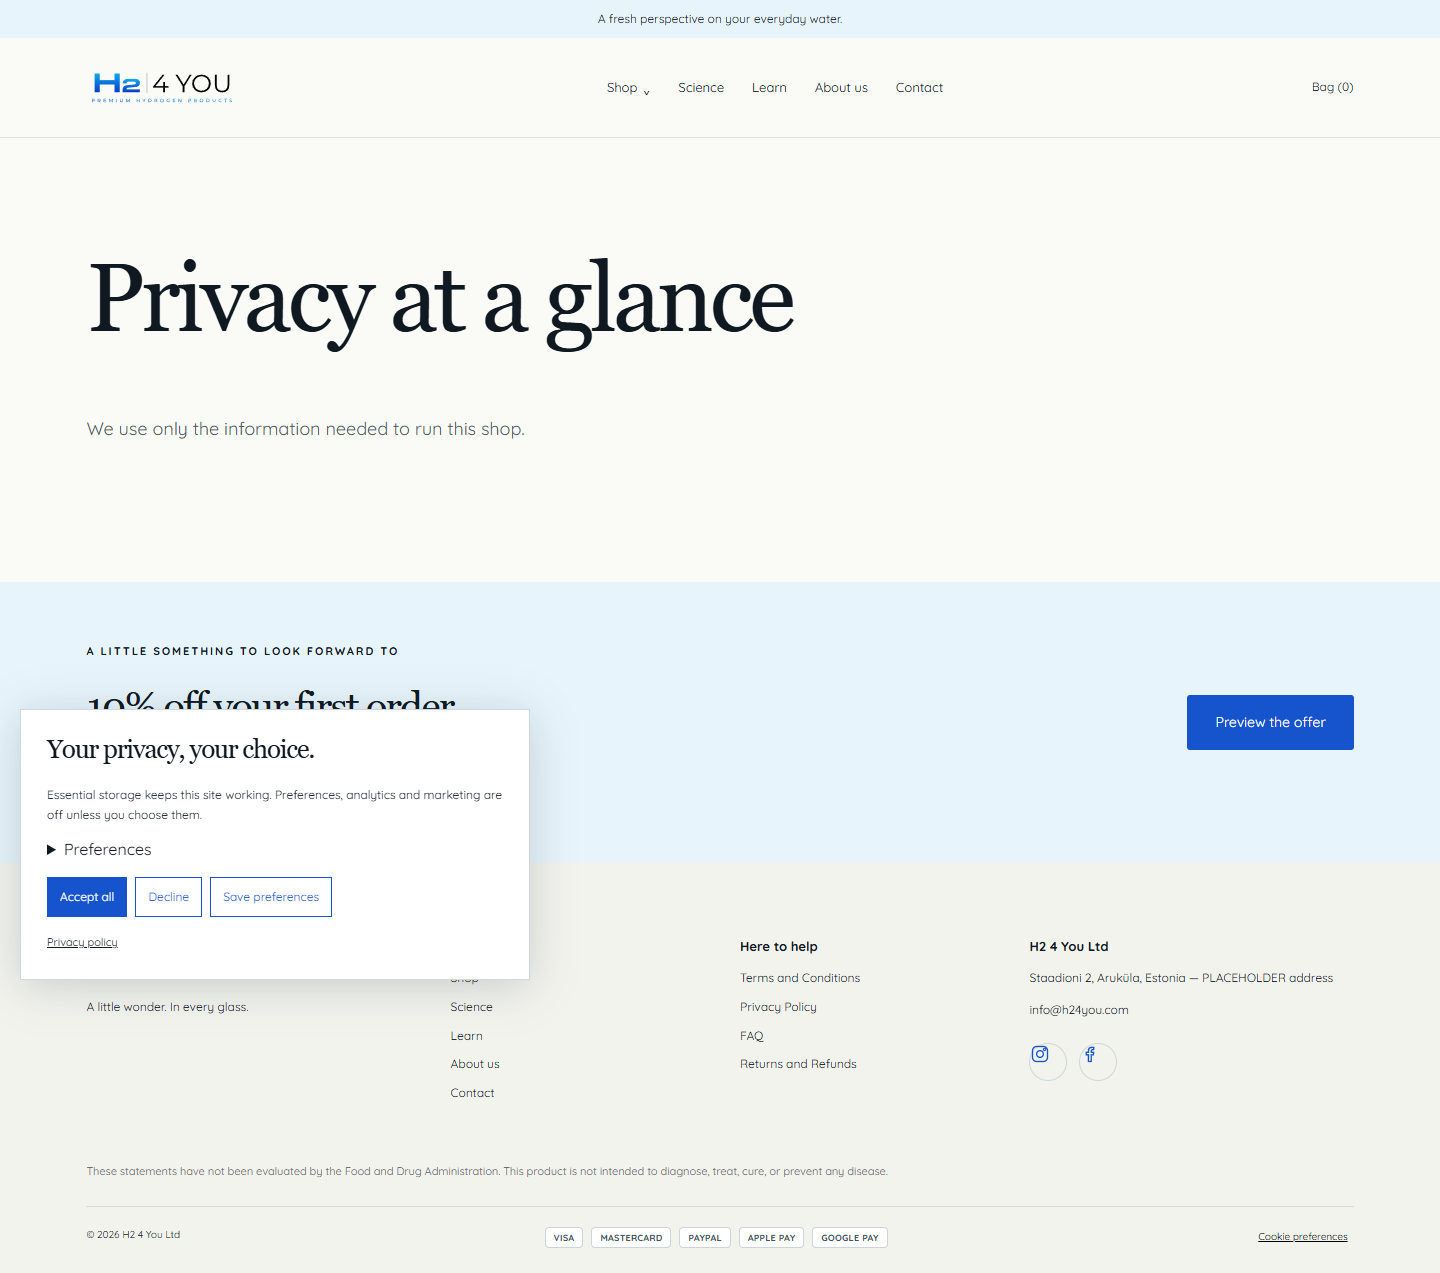 A fresh perspective on your everyday water.
H2 4 YOU
PREMIUM HYDROGEN PRODUCTS
Shop Science Learn About us Contact
Bag (0)
Privacy at a glance
We use only the information needed to run this shop.
A LITTLE SOMETHING TO LOOK FORWARD TO
10% off your first order
Preview the offer
Your privacy, your choice.
Essential storage keeps this site working. Preferences, analytics and marketing are
off unless you choose them.
Preferences
Accept all Decline Save preferences
Privacy policy
A little wonder. In every glass.
Shop
Science
Learn
About us
Contact
Here to help
Terms and Conditions
Privacy Policy
FAQ
Returns and Refunds
H2 4 You Ltd
Staadioni 2, Aruküla, Estonia — PLACEHOLDER address
info@h24you.com
These statements have not been evaluated by the Food and Drug Administration. This product is not intended to diagnose, treat, cure, or prevent any disease.
© 2026 H2 4 You Ltd
VISA MASTERCARD PAYPAL APPLE PAY GOOGLE PAY
Cookie preferences